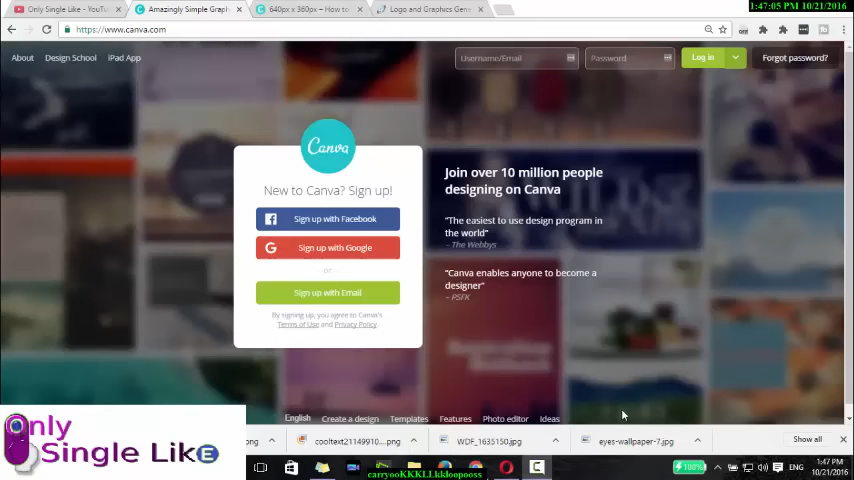 Only Single Like - YouTu
Amazingly Simple Graph
640px x 360px – How to
Logo and Graphics Gene
1:47:05 PM 10/21/2016
https://www.canva.com
About
Design School
iPad App
Username/Email
Password
Log in
Forgot password?
Canva
New to Canva? Sign up!
Sign up with Facebook
Sign up with Google
or
Sign up with Email
By signing up, you agree to Canva's
Terms of Use and Privacy Policy.
Join over 10 million people
designing on Canva
"The easiest to use design program in
the world"
– The Webbys
"Canva enables anyone to become a
designer"
– PSFK
English
Create a design
Templates
Features
Photo editor
Ideas
Only
Single Like
ong
cooltext21149910....png
WDF_1635150.jpg
eyes-wallpaper-7.jpg
Show all
carryooKKKLLkkloopooss
100%
ENG
1:47 PM
10/21/2016